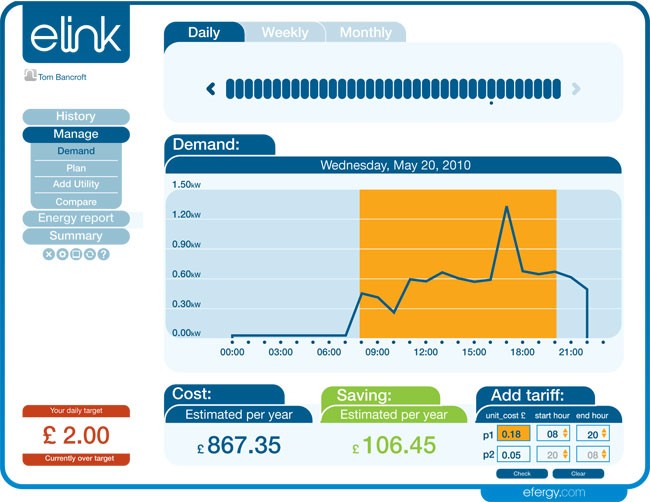 elink
Tom Bancroft
Daily Weekly Monthly
History
Manage
Demand
Plan
Add Utility
Compare
Energy report
Summary
?
Demand:
Wednesday, May 20, 2010
1.50kW
1.20kW
0.90kW
0.60kW
0.30kW
0.00kW
00:00 03:00 06:00 09:00 12:00 15:00 18:00 21:00
Your daily target
£ 2.00
Currently over target
Cost:
Estimated per year
£ 867.35
Saving:
Estimated per year
£ 106.45
Add tariff:
unit_cost £ start hour end hour
p1 0.18 08 20
p2 0.05 20 08
Check Clear
efergy.com